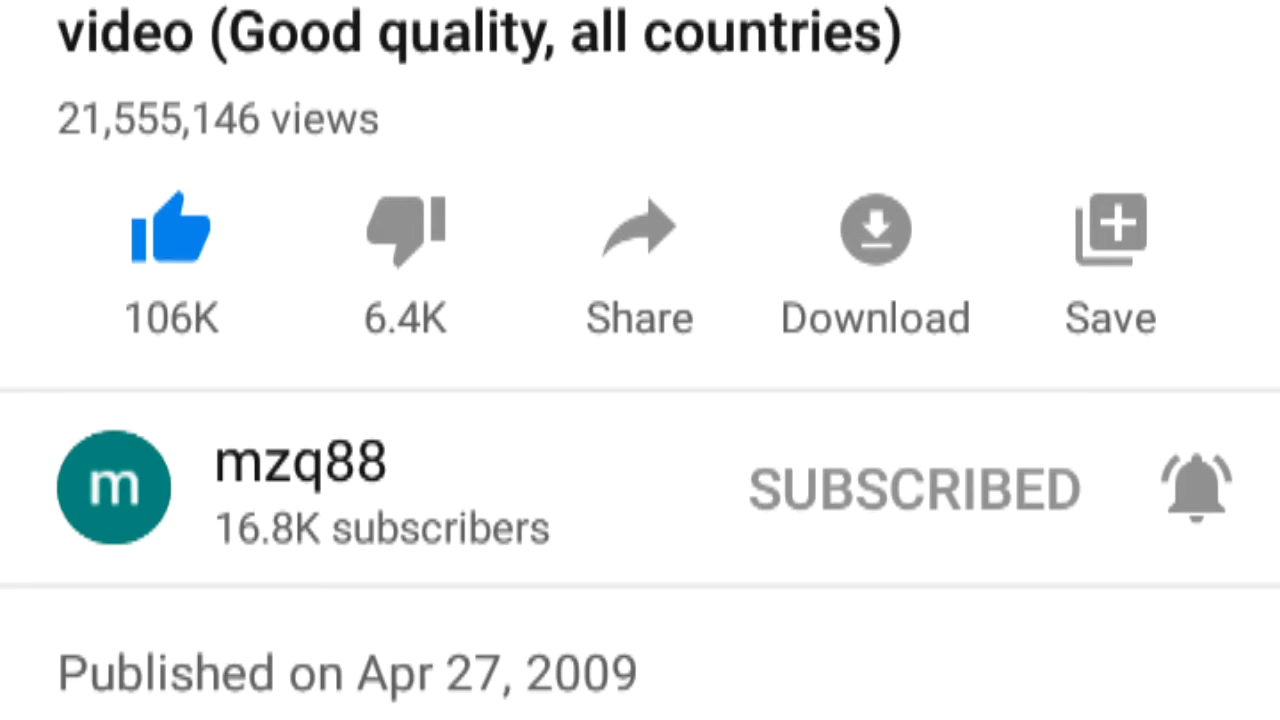 video (Good quality, all countries)
21,555,146 views
106K 6.4K Share Download Save
m
mzq88
SUBSCRIBED
16.8K subscribers
Published on Apr 27, 2009